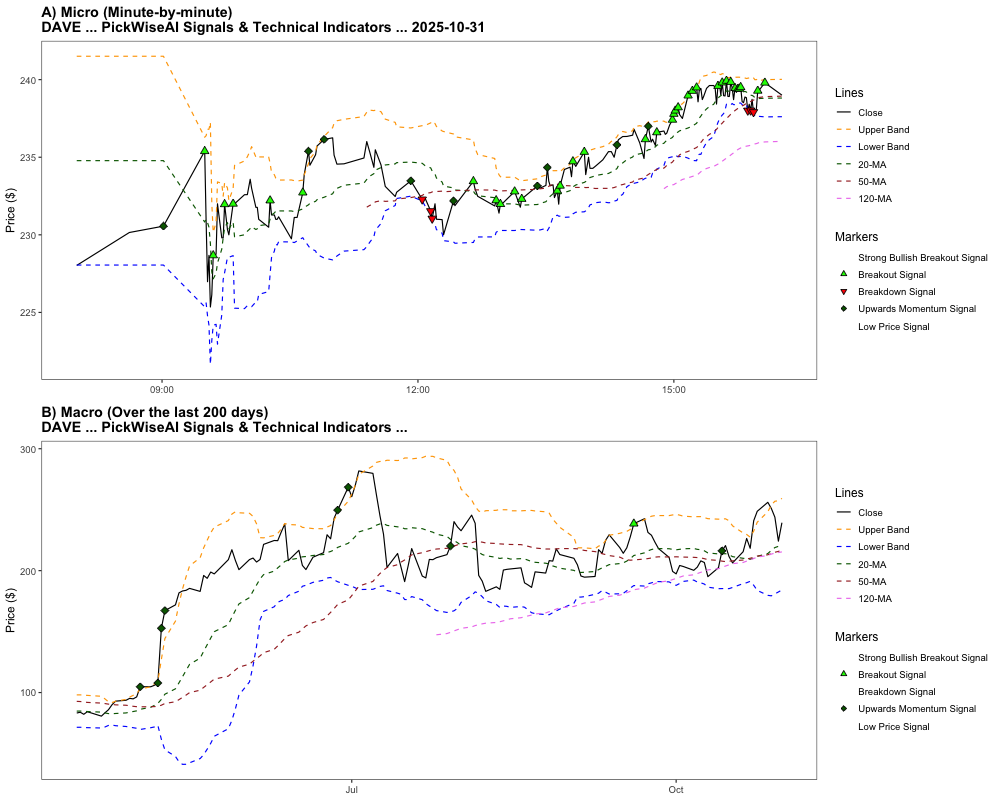 A) Micro (Minute-by-minute)
DAVE ... PickWiseAI Signals & Technical Indicators ... 2025-10-31
Price ($)
240
235
230
225
09:00
12:00
15:00
Lines
Close
Upper Band
Lower Band
20-MA
50-MA
120-MA
Markers
Strong Bullish Breakout Signal
Breakout Signal
Breakdown Signal
Upwards Momentum Signal
Low Price Signal
B) Macro (Over the last 200 days)
DAVE ... PickWiseAI Signals & Technical Indicators ...
Price ($)
300
200
100
Jul
Oct
Lines
Close
Upper Band
Lower Band
20-MA
50-MA
120-MA
Markers
Strong Bullish Breakout Signal
Breakout Signal
Breakdown Signal
Upwards Momentum Signal
Low Price Signal